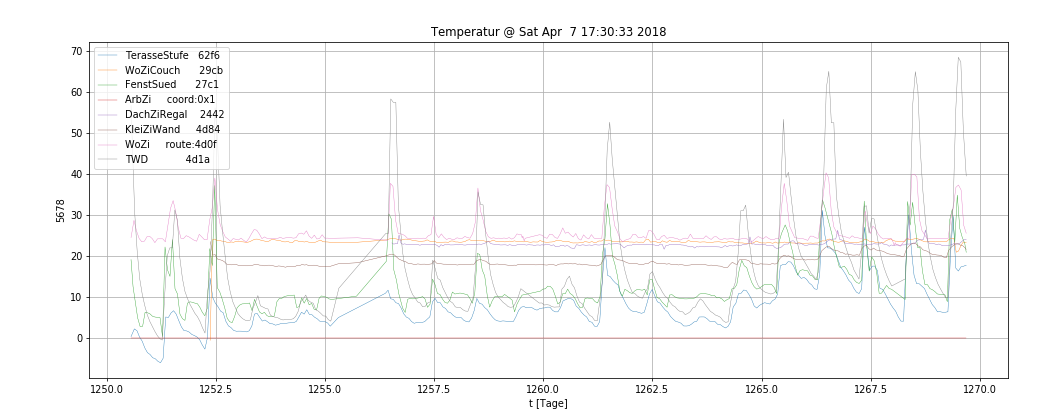 Temperatur @ Sat Apr  7 17:30:33 2018
70
60
50
40
30
20
10
0
5678
TerasseStufe 62f6
WoZiCouch 29cb
FenstSued 27c1
ArbZi coord:0x1
DachZiRegal 2442
KleiZiWand 4d84
WoZi route:4d0f
TWD 4d1a
1250.0 1252.5 1255.0 1257.5 1260.0 1262.5 1265.0 1267.5 1270.0
t [Tage]